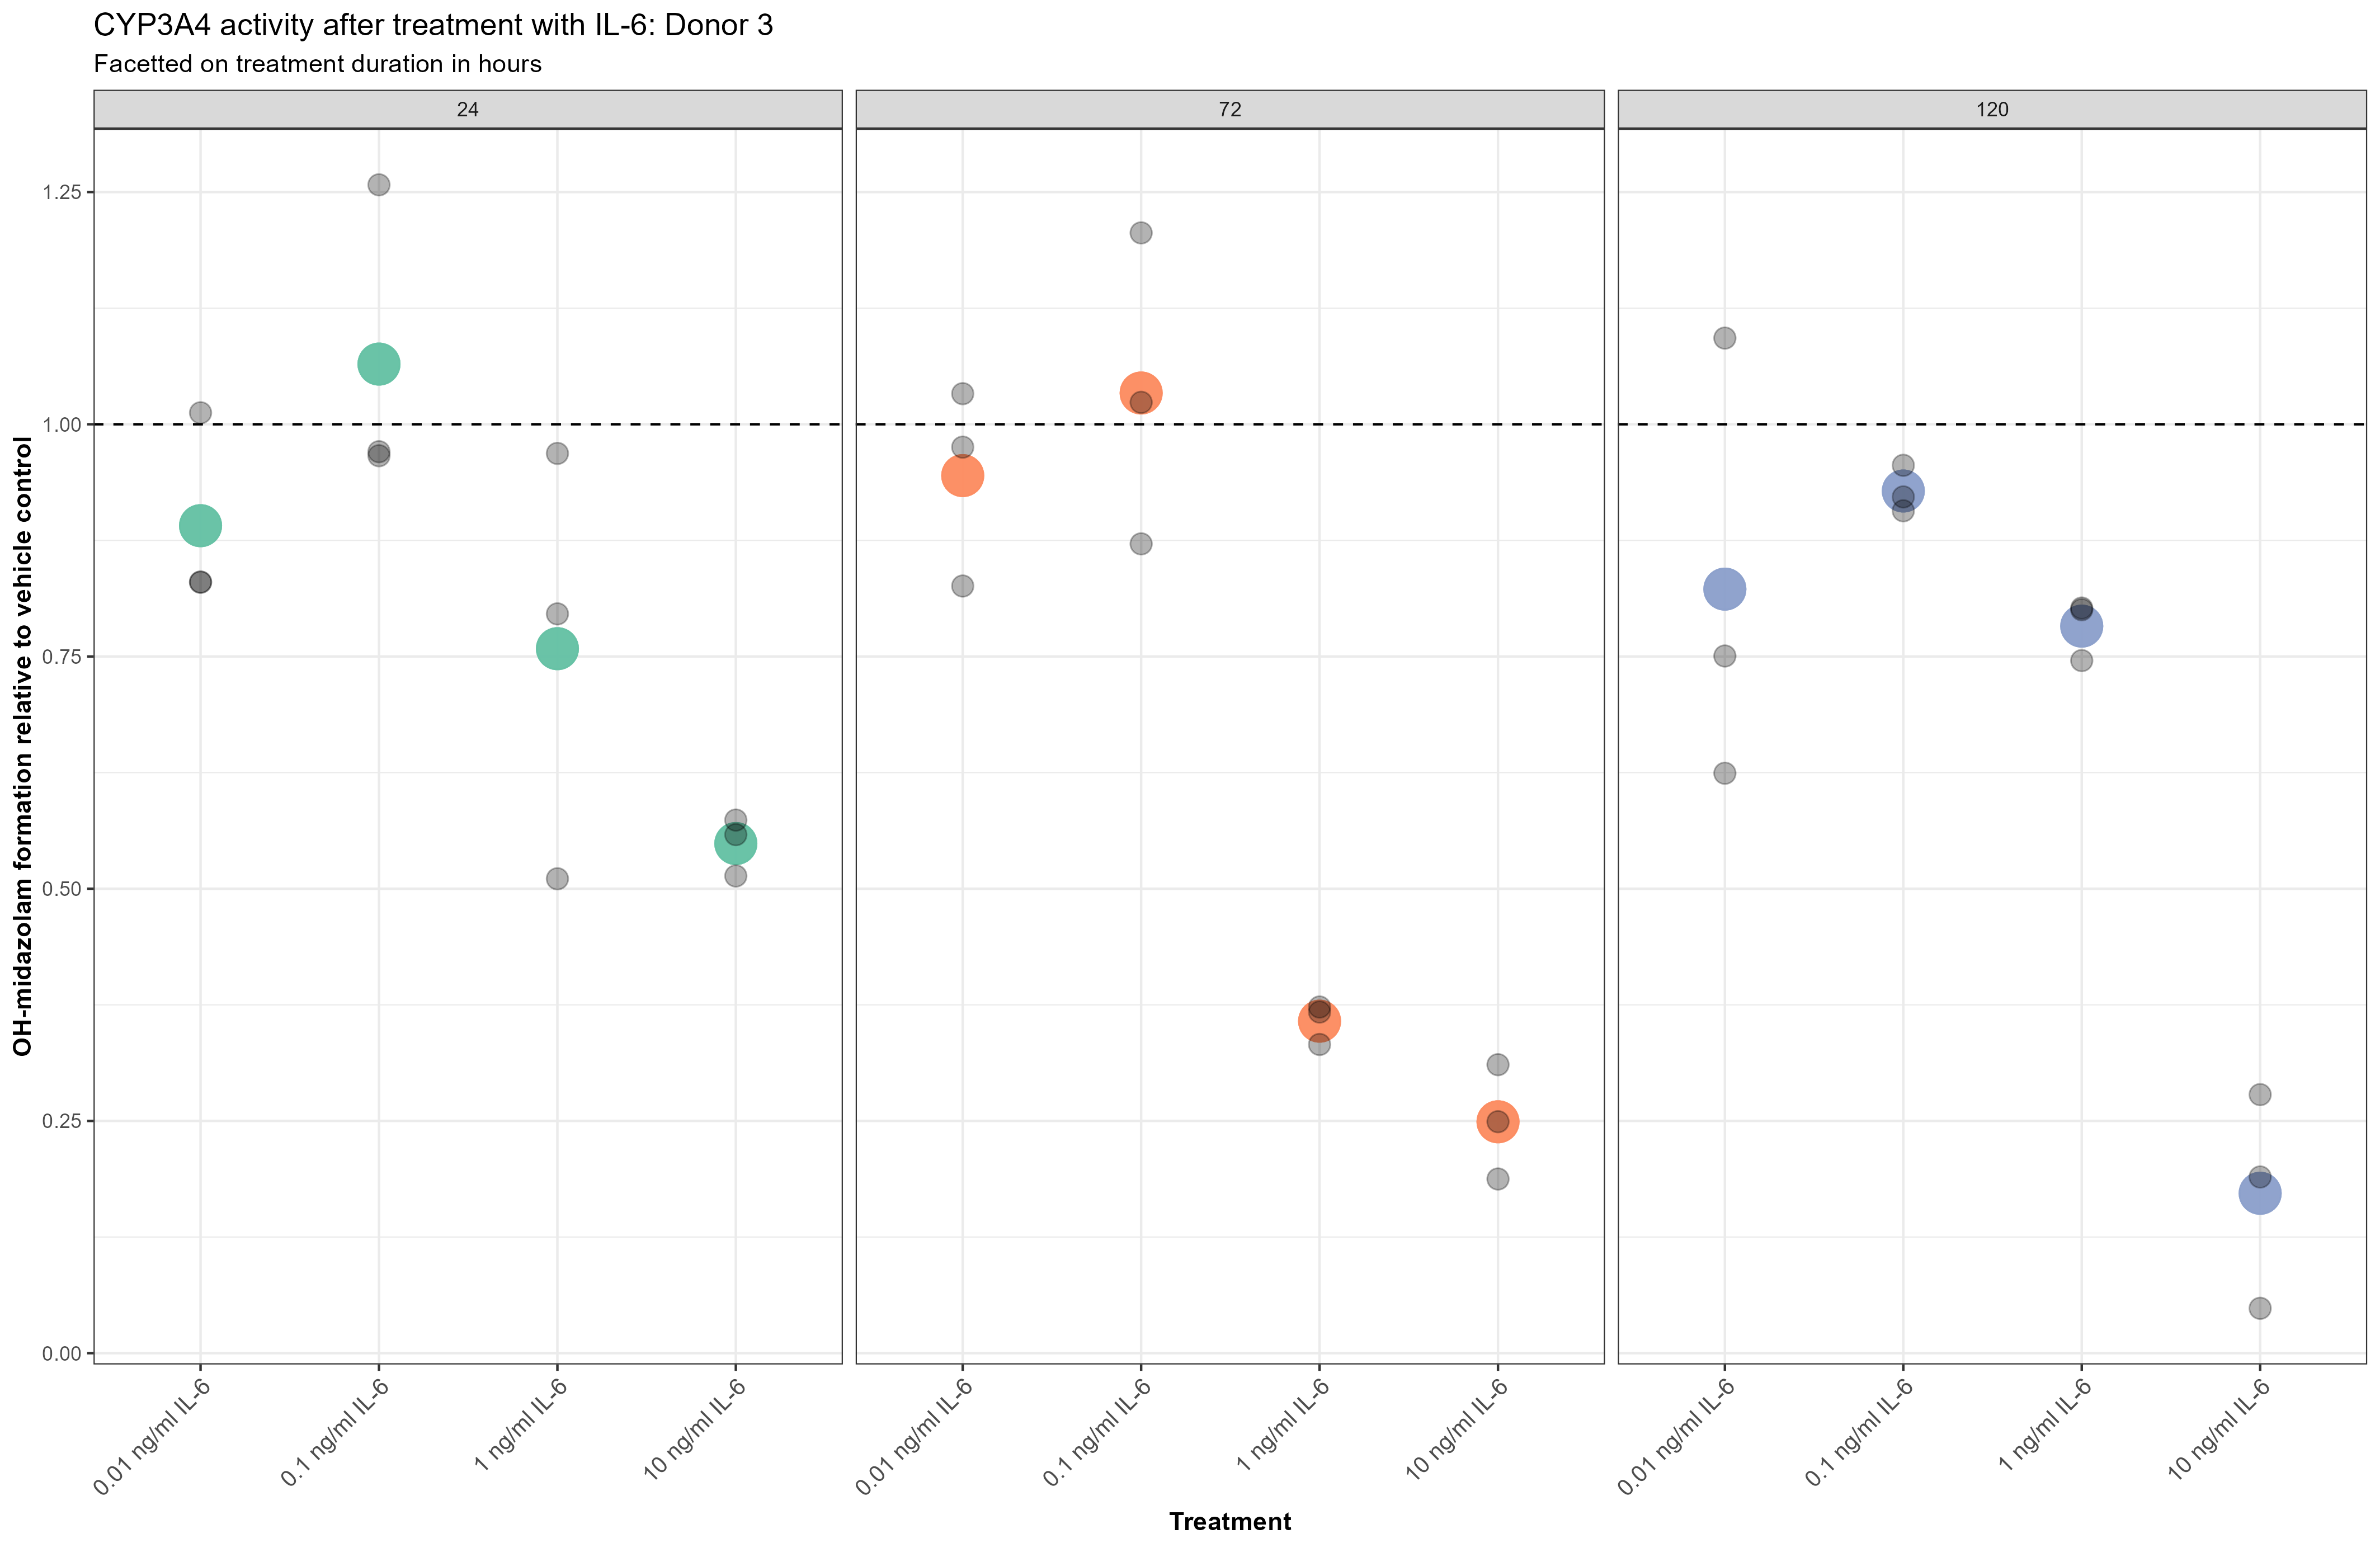 CYP3A4 activity after treatment with IL-6: Donor 3
Facetted on treatment duration in hours
24
72
120
OH-midazolam formation relative to vehicle control
1.25
1.00
0.75
0.50
0.25
0.00
0.01 ng/ml IL-6
0.1 ng/ml IL-6
1 ng/ml IL-6
10 ng/ml IL-6
0.01 ng/ml IL-6
0.1 ng/ml IL-6
1 ng/ml IL-6
10 ng/ml IL-6
0.01 ng/ml IL-6
0.1 ng/ml IL-6
1 ng/ml IL-6
10 ng/ml IL-6
Treatment